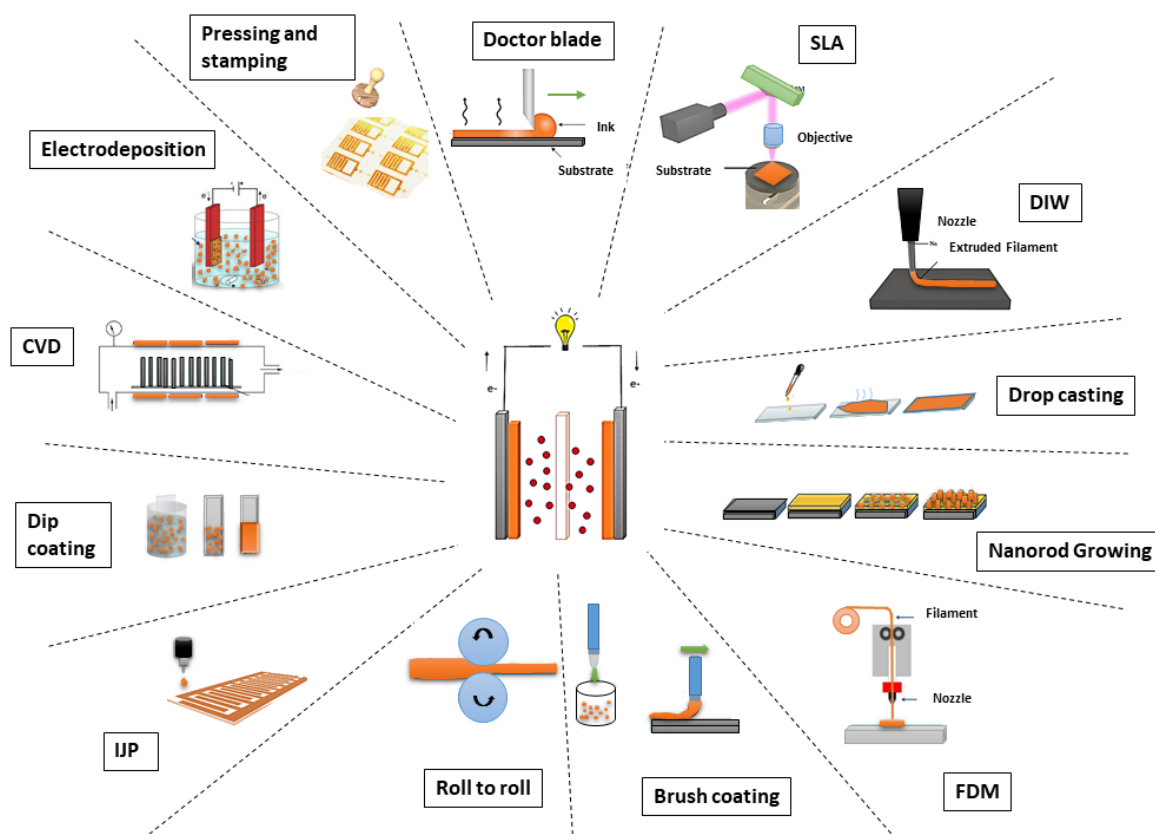 Pressing and
stamping
Doctor blade
Ink
Substrate
SLA
Objective
Substrate
Electrodeposition
e
e
DIW
Nozzle
No
Extruded Filament
CVD
e-
e-
Drop casting
Dip
coating
Nanorod Growing
IJP
Roll to roll
Brush coating
Filament
Nozzle
FDM